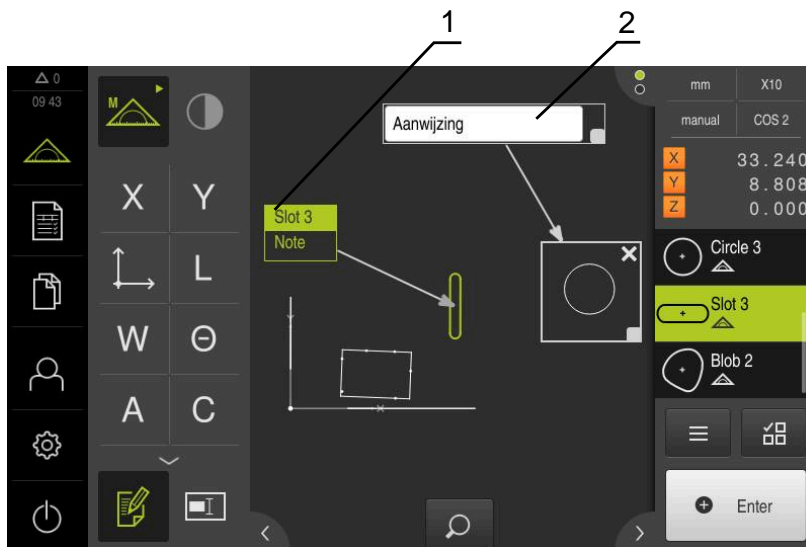 1
2
0
09 43
M
X
Y
L
W
Θ
A
C
Aanwijzing
Slot 3
Note
mm
X10
manual
COS 2
X 33.240
Y 8.808
Z 0.000
Circle 3
Slot 3
Blob 2
Enter